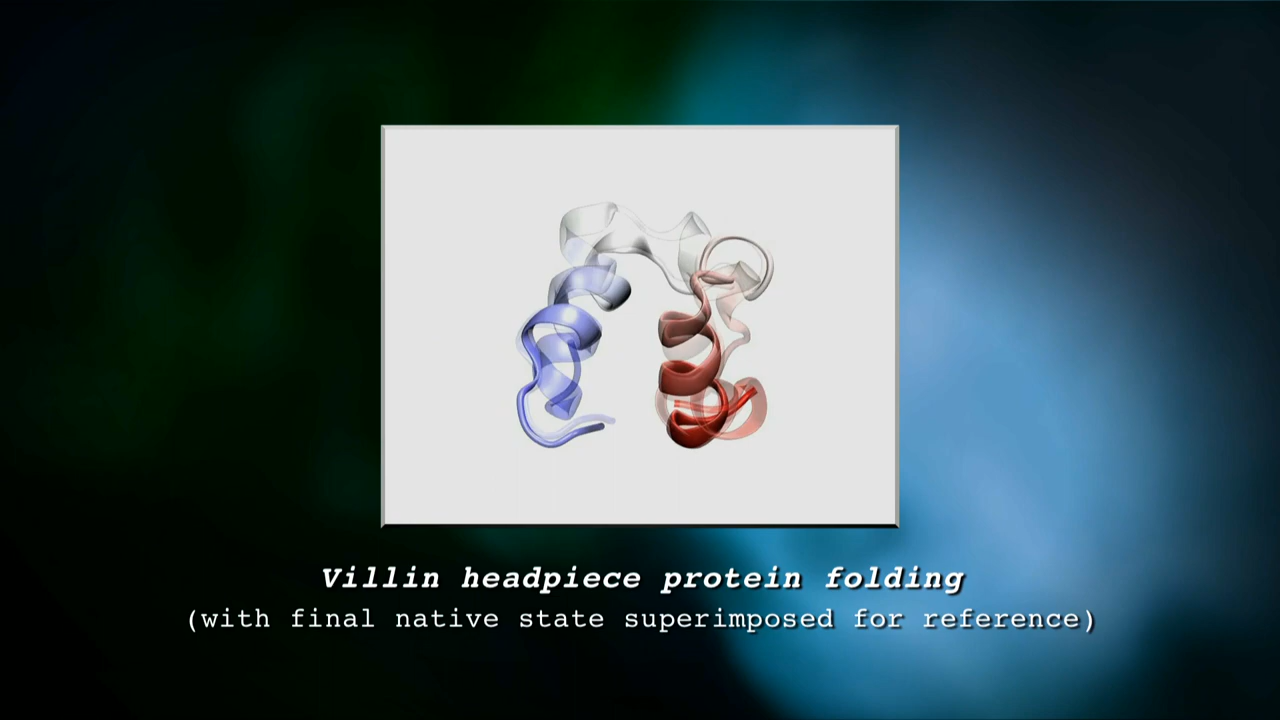 Villin headpiece protein folding
(with final native state superimposed for reference)